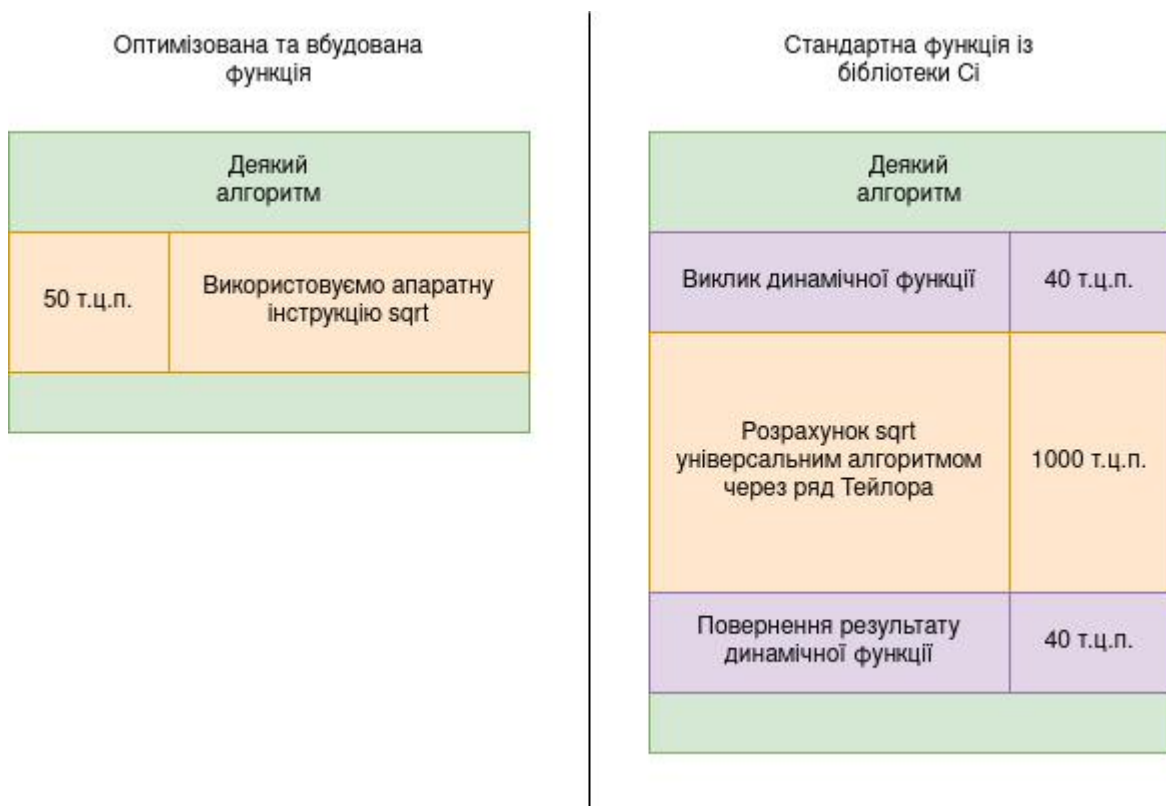 Оптимізована та вбудована
функція
Деякий
алгоритм
50 т.ц.п.
Використовуємо апаратну
інструкцію sqrt
Стандартна функція із
бібліотеки Сі
Деякий
алгоритм
Виклик динамічної функції
40 т.ц.п.
Розрахунок sqrt
універсальним алгоритмом
через ряд Тейлора
1000 т.ц.п.
Повернення результату
динамічної функції
40 т.ц.п.